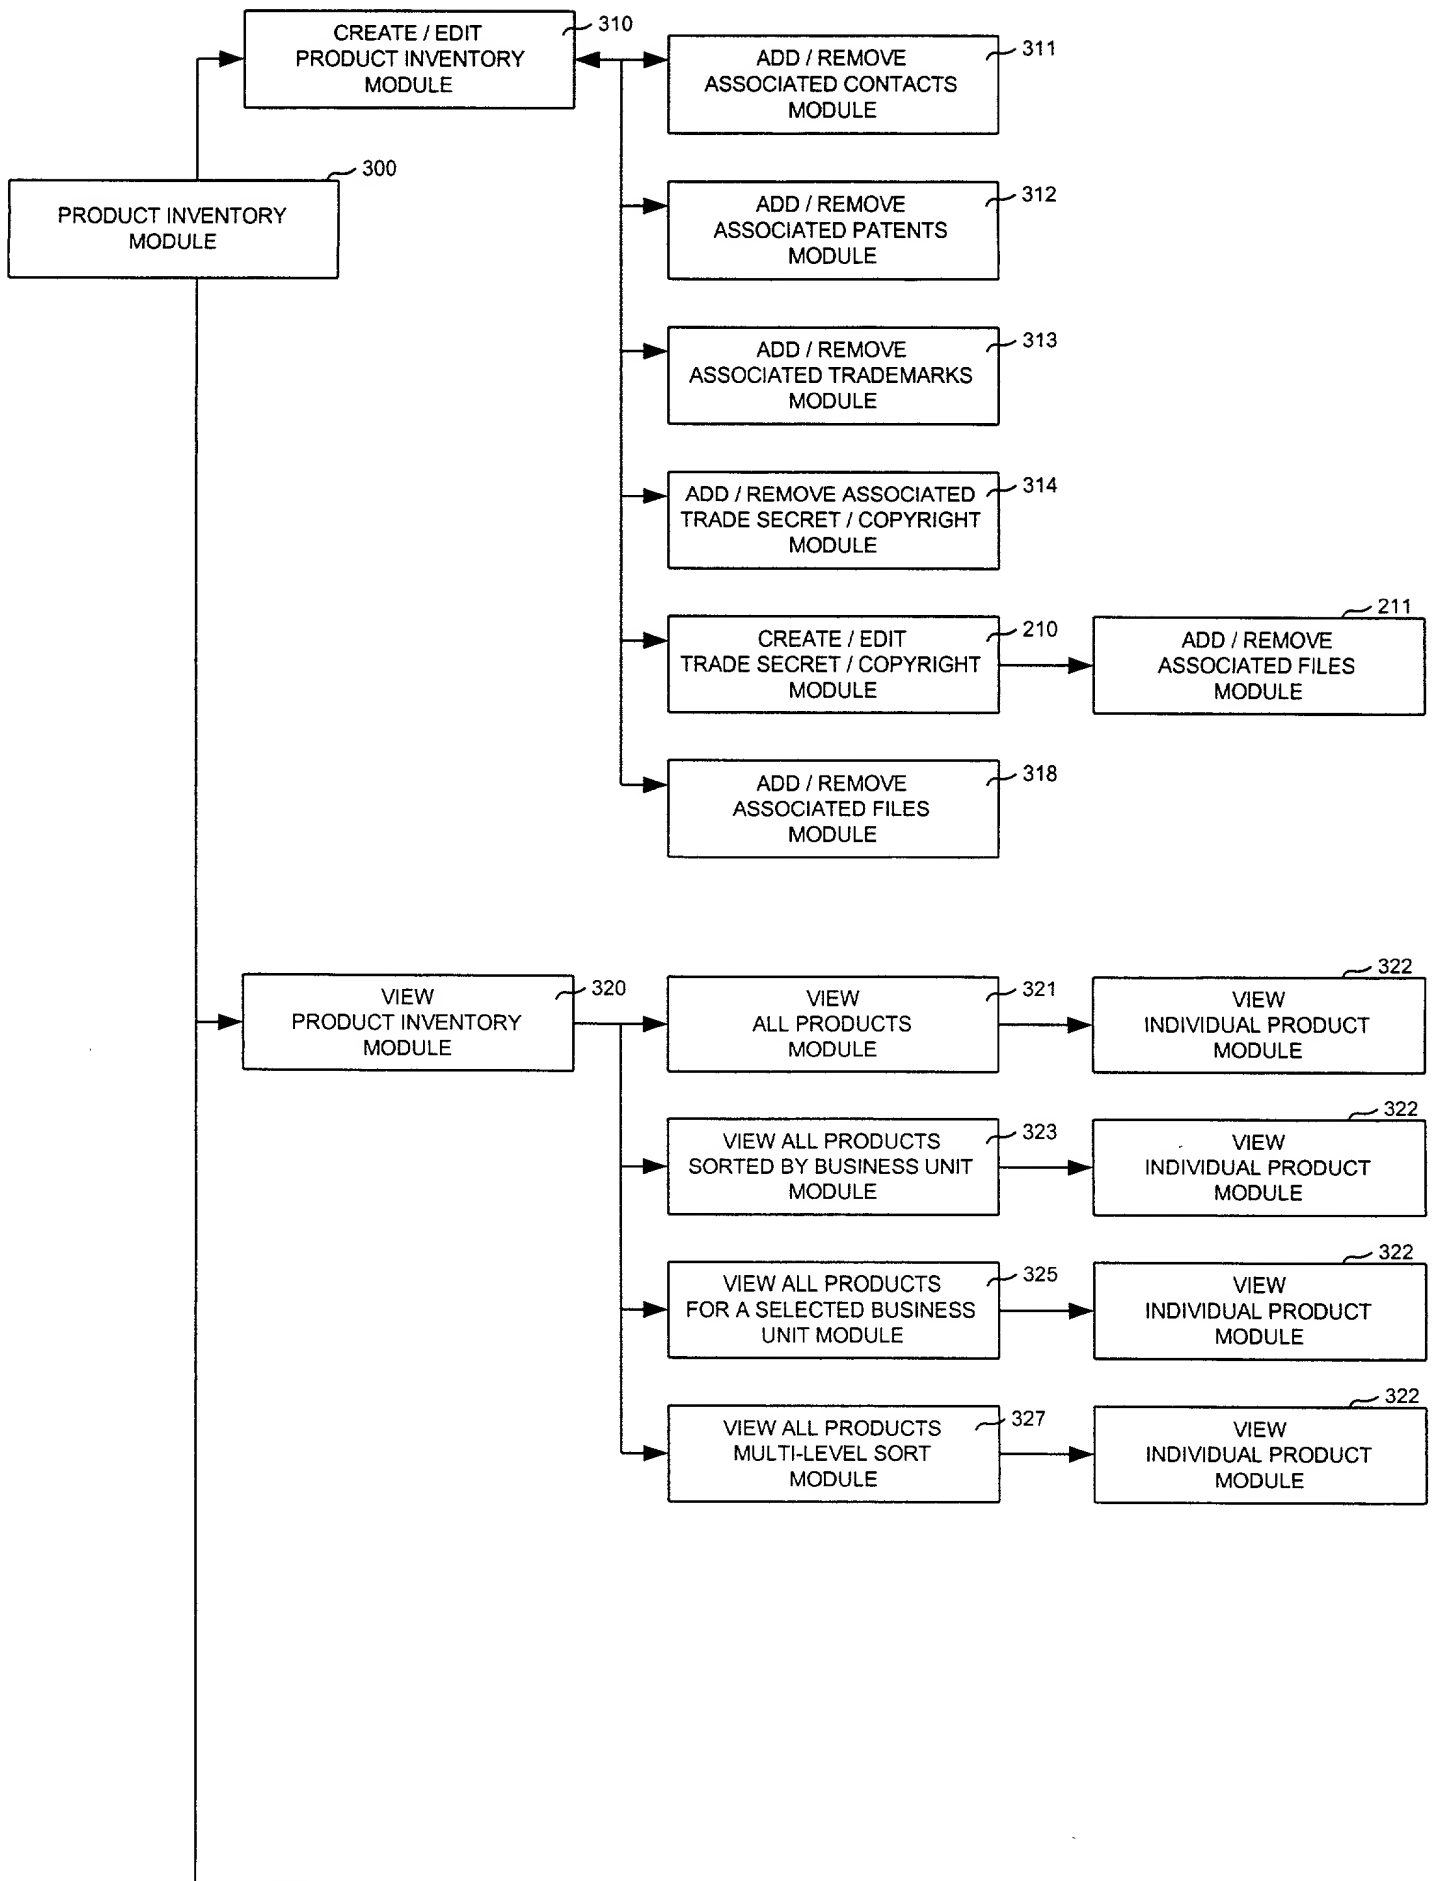 CREATE / EDIT
PRODUCT INVENTORY
MODULE
310
ADD / REMOVE
ASSOCIATED CONTACTS
MODULE
311
300
PRODUCT INVENTORY
MODULE
ADD / REMOVE
ASSOCIATED PATENTS
MODULE
312
ADD / REMOVE
ASSOCIATED TRADEMARKS
MODULE
313
ADD / REMOVE ASSOCIATED
TRADE SECRET / COPYRIGHT
MODULE
314
CREATE / EDIT
TRADE SECRET / COPYRIGHT
MODULE
210
211
ADD / REMOVE
ASSOCIATED FILES
MODULE
ADD / REMOVE
ASSOCIATED FILES
MODULE
318
VIEW
PRODUCT INVENTORY
MODULE
320
VIEW
ALL PRODUCTS
MODULE
321
322
VIEW
INDIVIDUAL PRODUCT
MODULE
VIEW ALL PRODUCTS
SORTED BY BUSINESS UNIT
MODULE
323
322
VIEW
INDIVIDUAL PRODUCT
MODULE
VIEW ALL PRODUCTS
FOR A SELECTED BUSINESS
UNIT MODULE
325
322
VIEW
INDIVIDUAL PRODUCT
MODULE
VIEW ALL PRODUCTS
MULTI-LEVEL SORT
MODULE
327
322
VIEW
INDIVIDUAL PRODUCT
MODULE